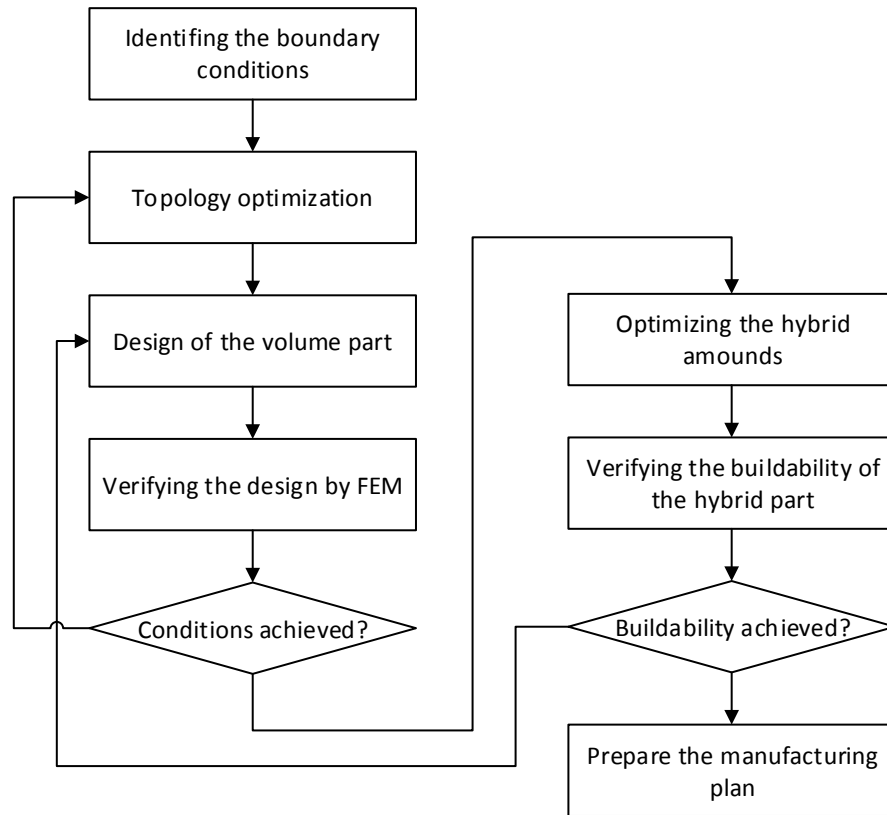 Identifing the boundary
conditions
Topology optimization
Design of the volume part
Verifying the design by FEM
Conditions achieved?
Optimizing the hybrid
amounts
Verifying the buildability of
the hybrid part
Buildability achieved?
Prepare the manufacturing
plan